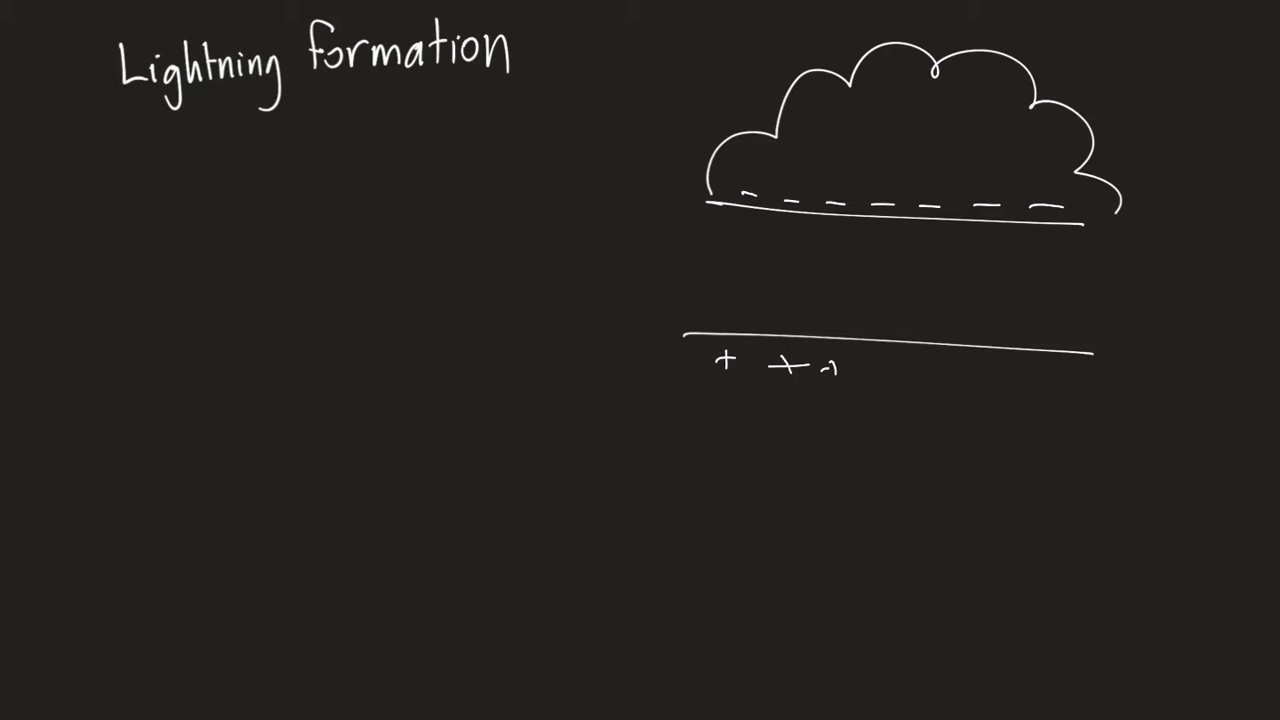 Lightning formation
- - - - - - -
+ +